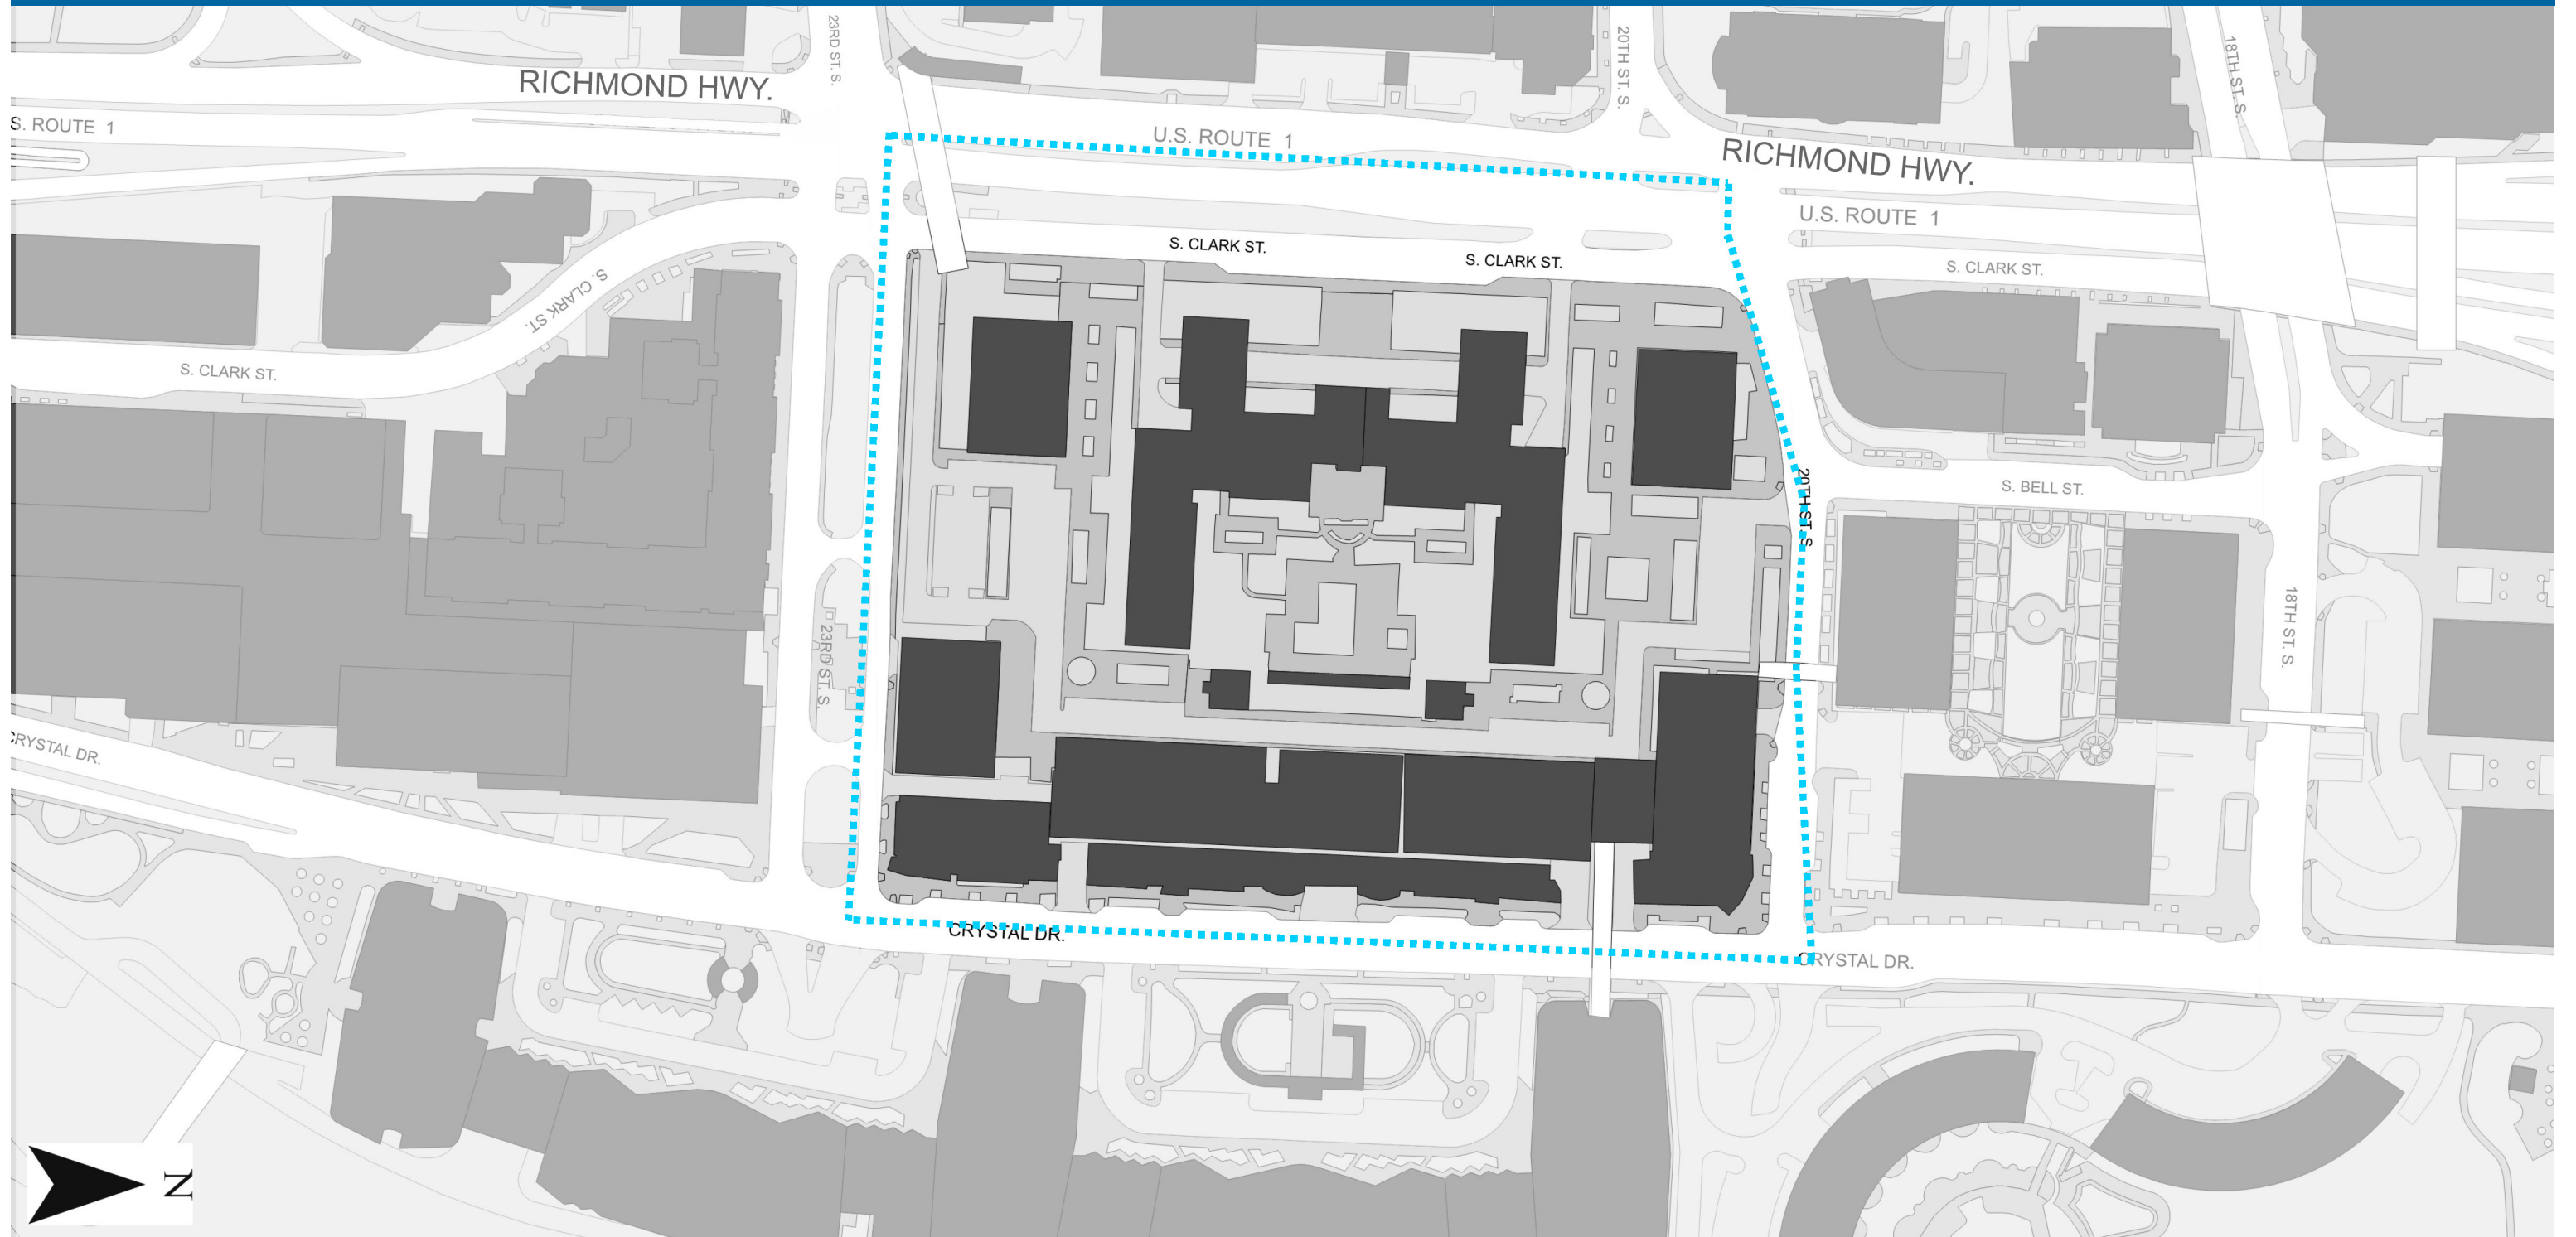 23RD ST. S.
20TH ST. S.
18TH ST. S.
RICHMOND HWY.
S. ROUTE 1
U.S. ROUTE 1
RICHMOND HWY.
U.S. ROUTE 1
S. CLARK ST.
S. CLARK ST.
S. CLARK ST.
S. CLARK ST.
S. CLARK ST.
S. BELL ST.
20TH ST S
23RD ST. S.
18TH ST. S.
CRYSTAL DR.
CRYSTAL DR.
CRYSTAL DR.
N